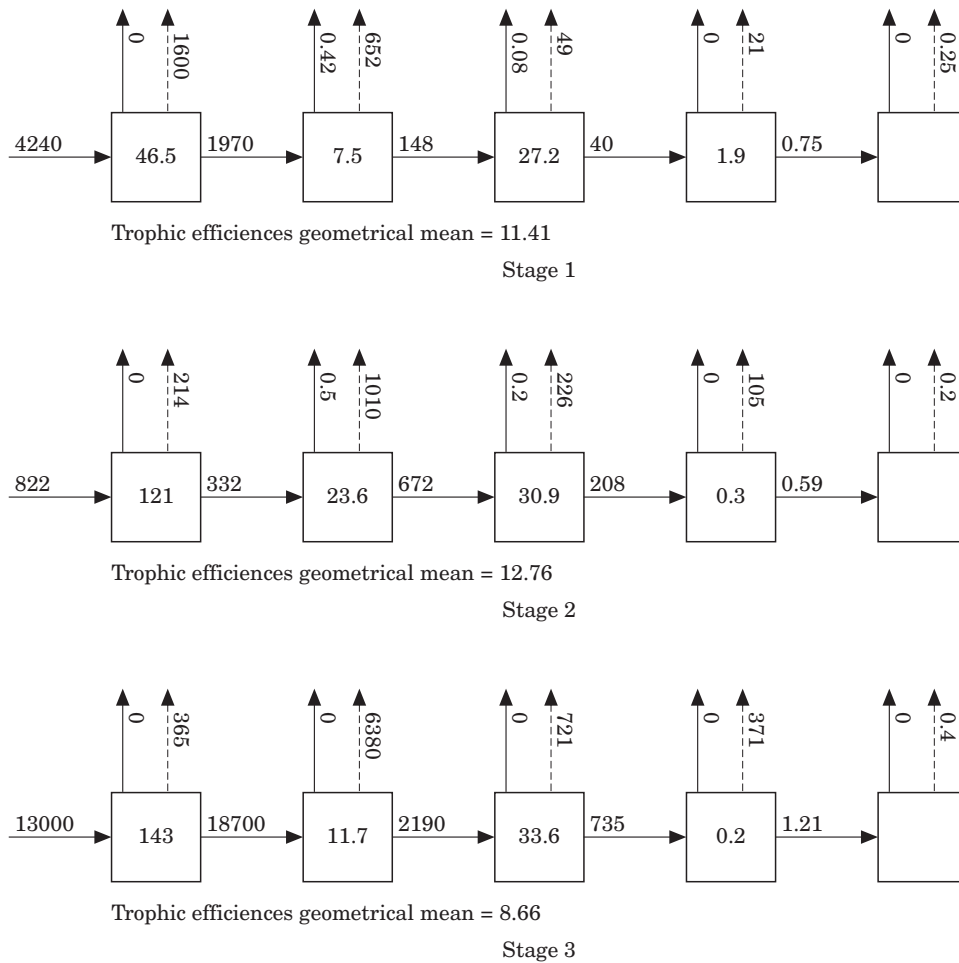 0 1600 0.42 652 0.08 49 0 21 0 0.25
4240 46.5 1970 7.5 148 27.2 40 1.9 0.75
Trophic efficiences geometrical mean = 11.41
Stage 1
0 214 0.5 1010 0.2 226 0 105 0 0.2
822 121 332 23.6 672 30.9 208 0.3 0.59
Trophic efficiences geometrical mean = 12.76
Stage 2
0 365 0 6380 0 721 0 371 0 0.4
13000 143 18700 11.7 2190 33.6 735 0.2 1.21
Trophic efficiences geometrical mean = 8.66
Stage 3